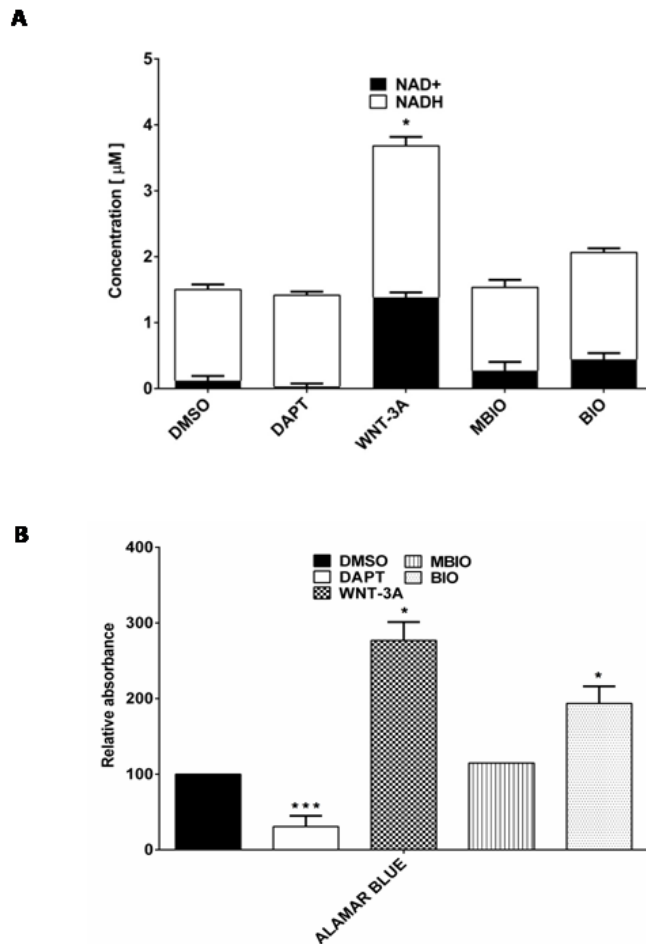 A
Concentration [ μM]
5
4
3
2
1
0
NAD+
NADH
*
DMSO
DAPT
WNT-3A
MBIO
BIO
B
Relative absorbance
400
300
200
100
0
DMSO MBIO
DAPT BIO
WNT-3A
*
*
***
ALAMAR BLUE